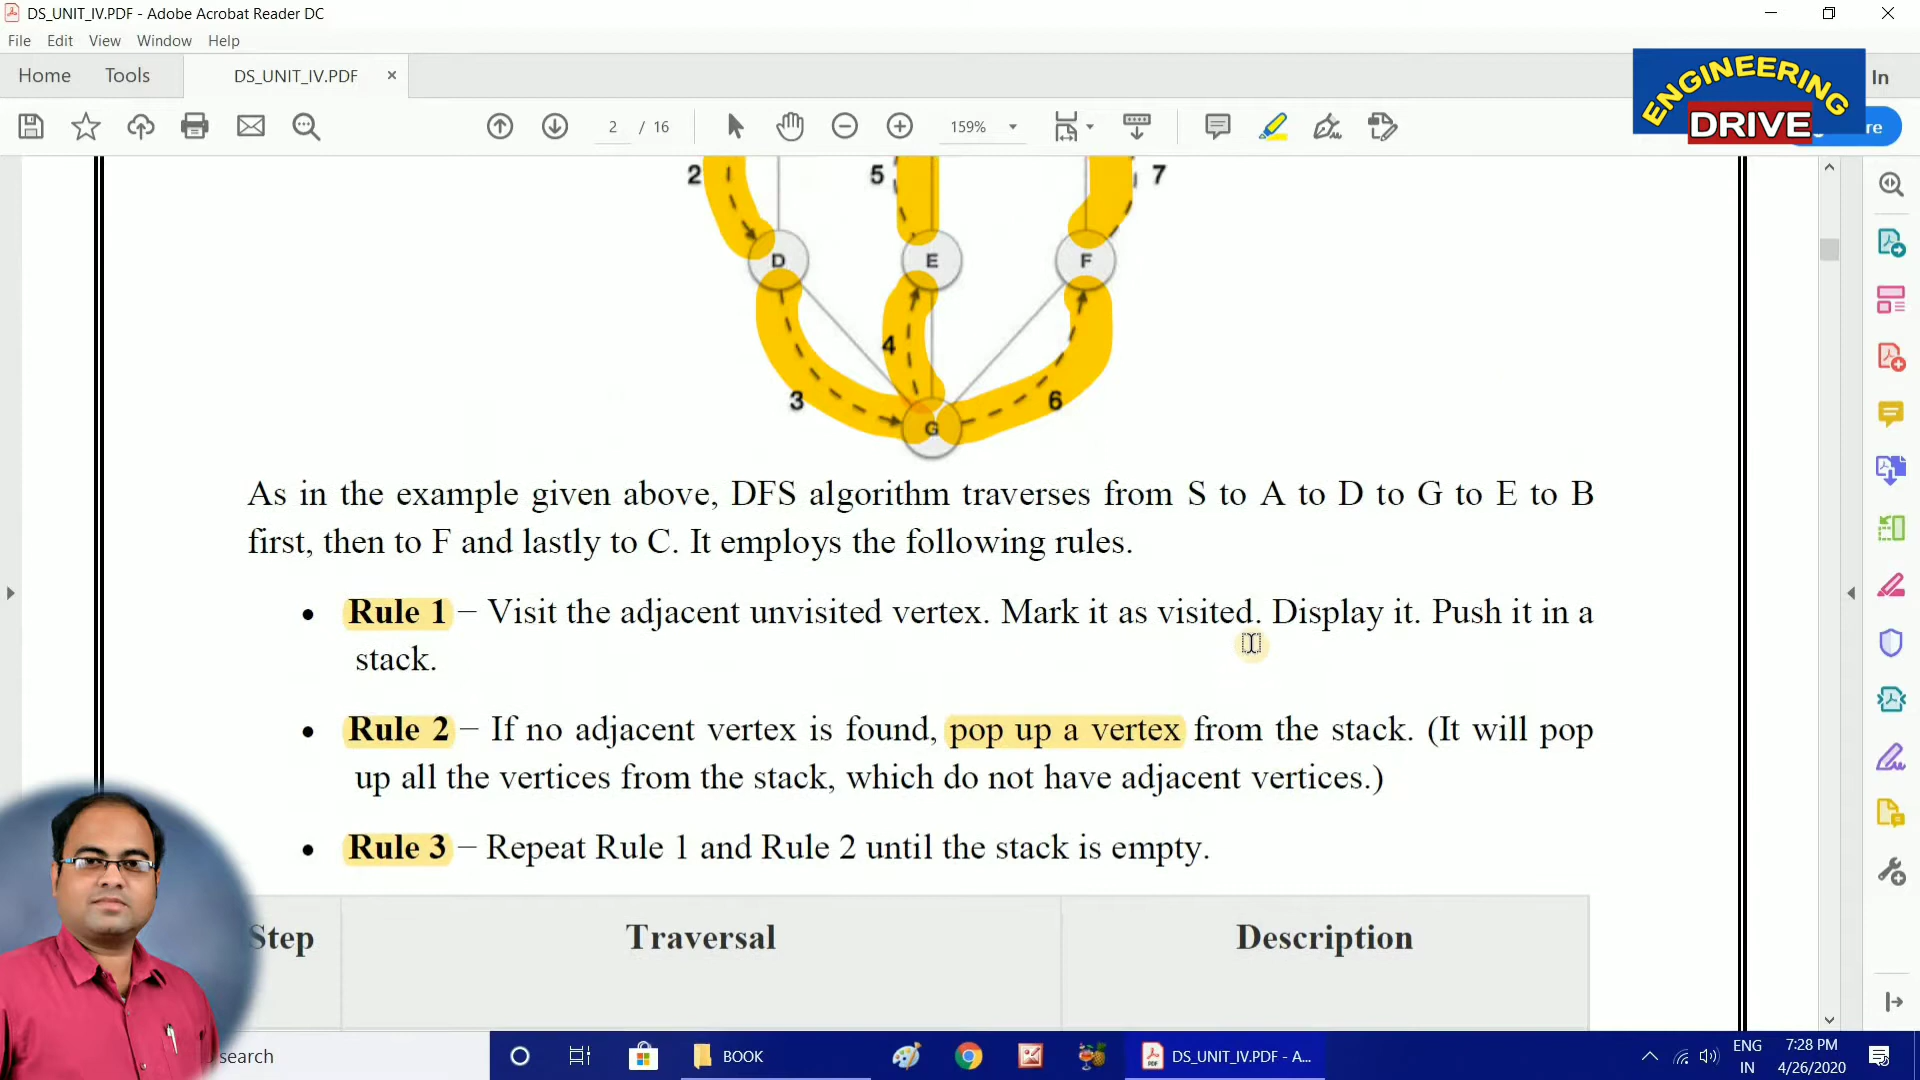 DS_UNIT_IV.PDF - Adobe Acrobat Reader DC
File Edit View Window Help
Home Tools DS_UNIT_IV.PDF × In
ENGINEERING
DRIVE
2 / 16 159% re
2 5 7
D E F
4
3 6
G
As in the example given above, DFS algorithm traverses from S to A to D to G to E to B
first, then to F and lastly to C. It employs the following rules.
• Rule 1 – Visit the adjacent unvisited vertex. Mark it as visited. Display it. Push it in a
stack.
• Rule 2 – If no adjacent vertex is found, pop up a vertex from the stack. (It will pop
up all the vertices from the stack, which do not have adjacent vertices.)
• Rule 3 – Repeat Rule 1 and Rule 2 until the stack is empty.
Step Traversal Description
search BOOK DS_UNIT_IV.PDF - A... ENG 7:28 PM
IN 4/26/2020